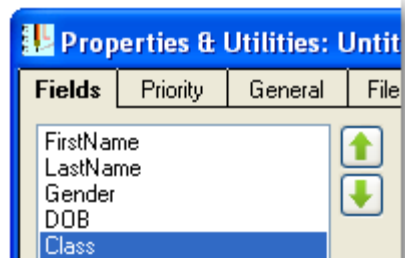 Properties & Utilities: Untit
Fields Priority General File
FirstName
LastName
Gender
DOB
Class